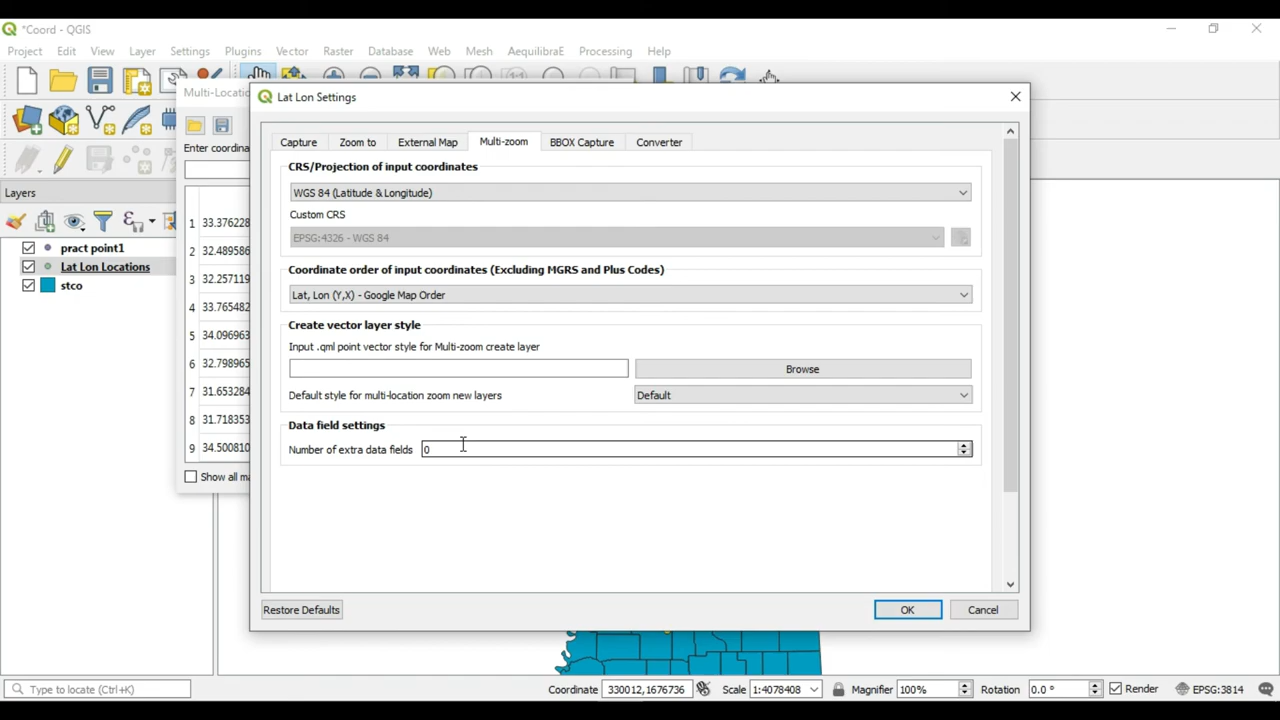 *Coord - QGIS
Project Edit View Layer Settings Plugins Vector Raster Database Web Mesh AequilibraE Processing Help
Lat Lon Settings
Capture Zoom to External Map Multi-zoom BBOX Capture Converter
Enter
CRS/Projection of input coordinates
WGS 84 (Latitude & Longitude)
Layers
Custom CRS
EPSG:4326 - WGS 84
Coordinate order of input coordinates (Excluding MGRS and Plus Codes)
Lat, Lon (Y,X) - Google Map Order
Create vector layer style
Input .qml point vector style for Multi-zoom create layer
Browse
Default style for multi-location zoom new layers Default
Data field settings
Number of extra data fields 0
Restore Defaults OK Cancel
pract point1
Lat Lon Locations
stco
1 33.376228
2 32.489586
3 32.257119
4 33.765482
5 34.096963
6 32.798965
7 31.653284
8 31.718353
9 34.500810
Show all
Type to locate (Ctrl+K) Coordinate 330012,1676736 Scale 1:4078408 Magnifier 100% Rotation 0.0 ° Render EPSG:3814